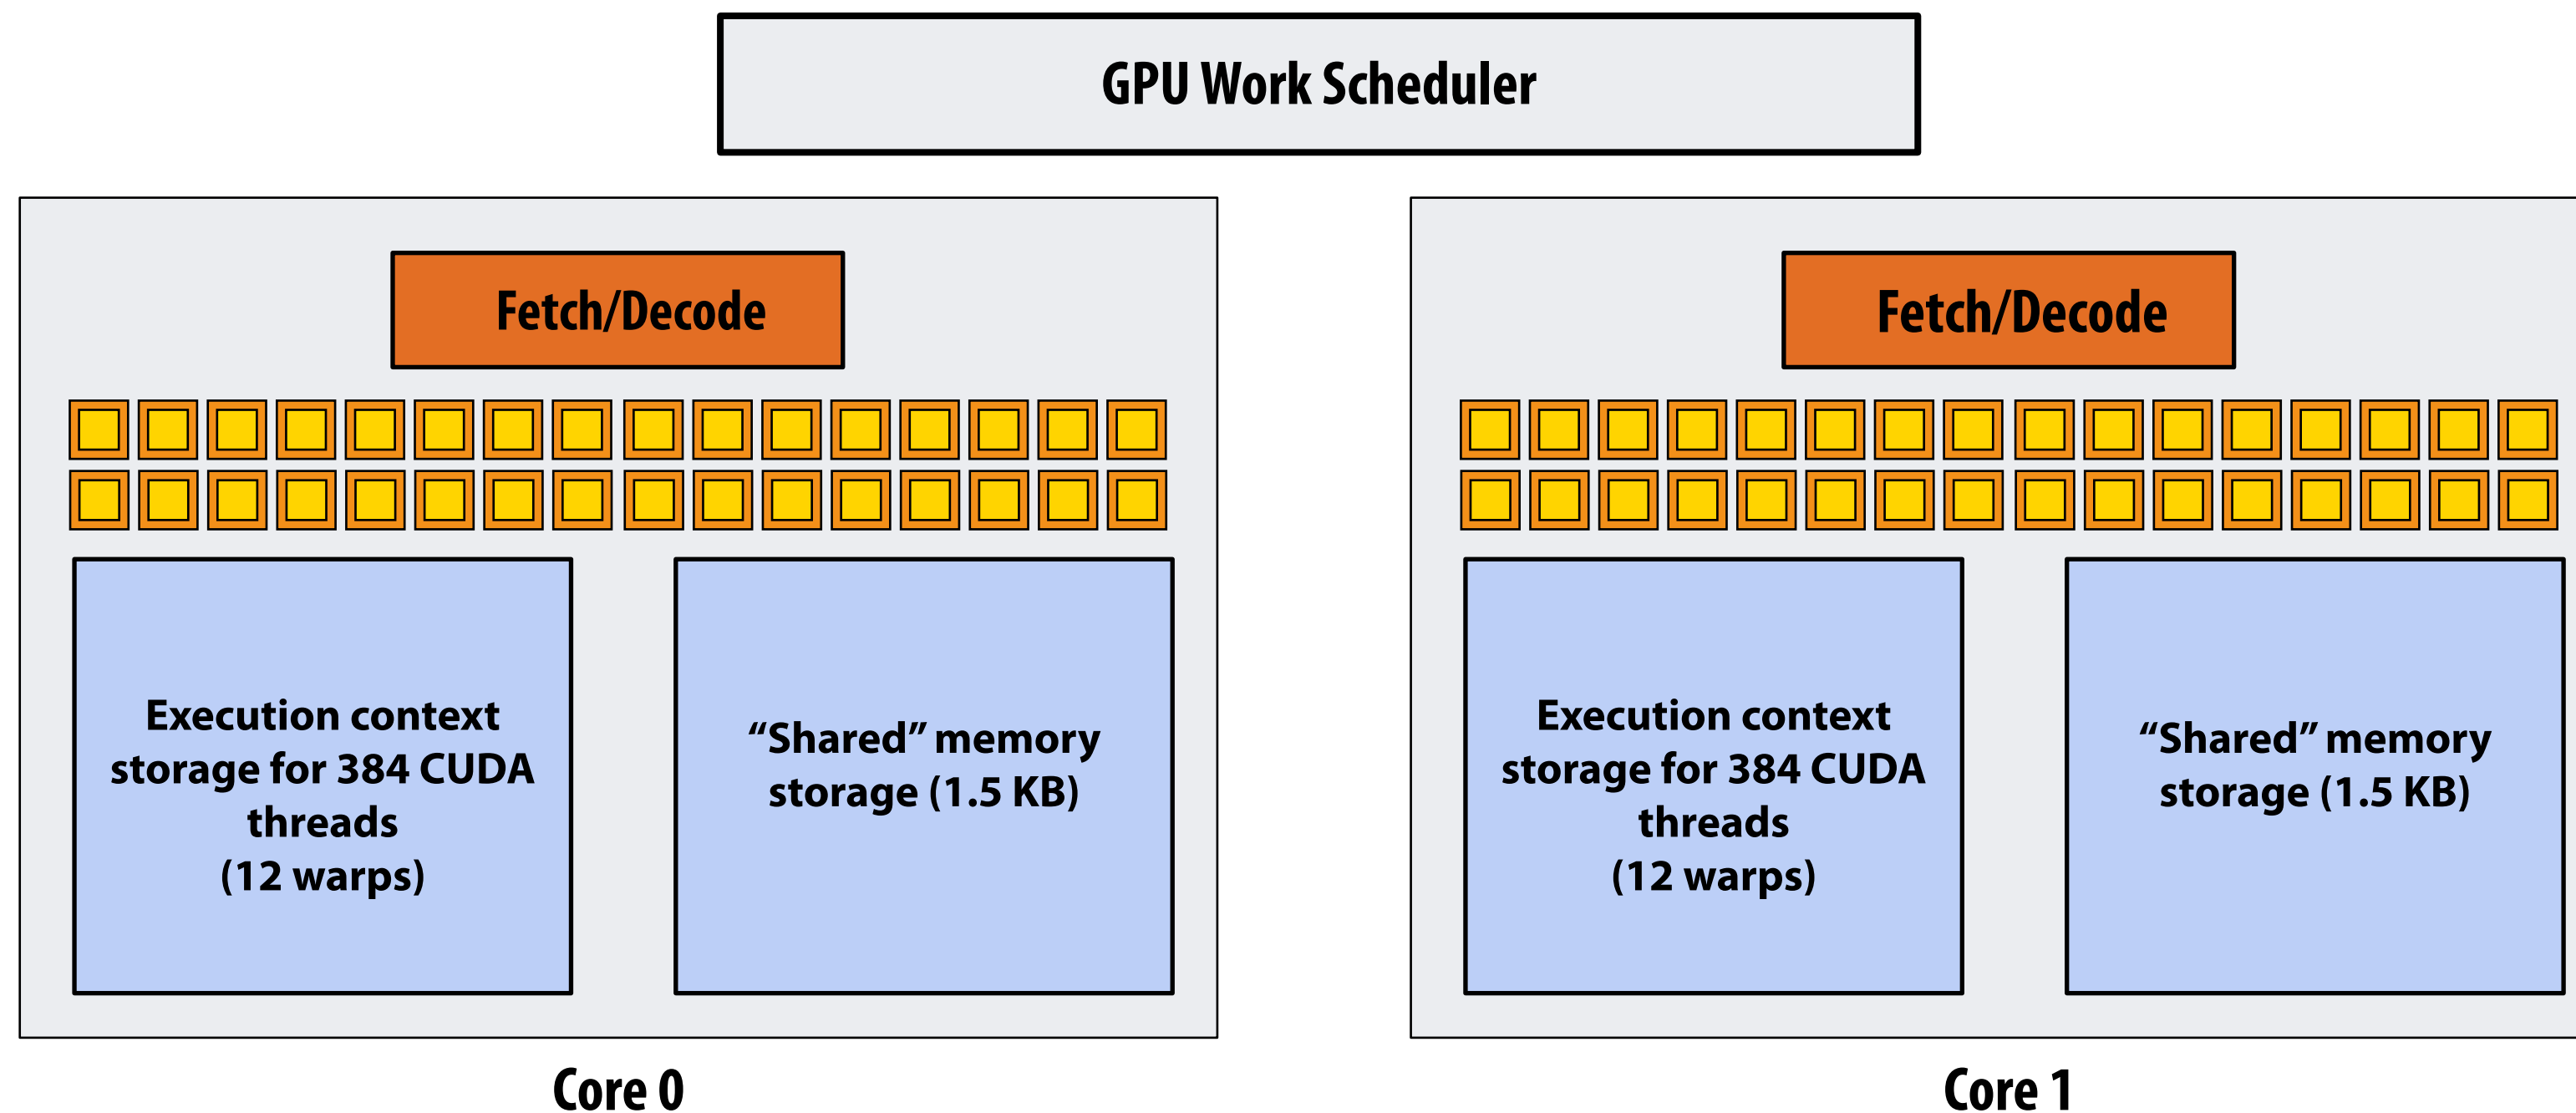 GPU Work Scheduler
Fetch/Decode
Execution context
storage for 384 CUDA
threads
(12 warps)
“Shared” memory
storage (1.5 KB)
Core 0
Fetch/Decode
Execution context
storage for 384 CUDA
threads
(12 warps)
“Shared” memory
storage (1.5 KB)
Core 1